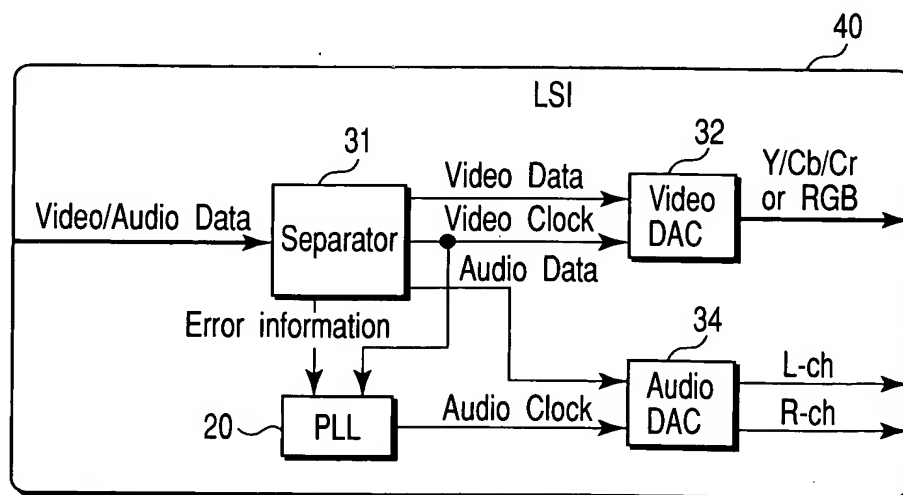 40
LSI
31
32
Video Data
Y/Cb/Cr
or RGB
Video/Audio Data
Separator
Video Clock
Video
DAC
Audio Data
Error information
34
L-ch
Audio
DAC
20
PLL
Audio Clock
R-ch